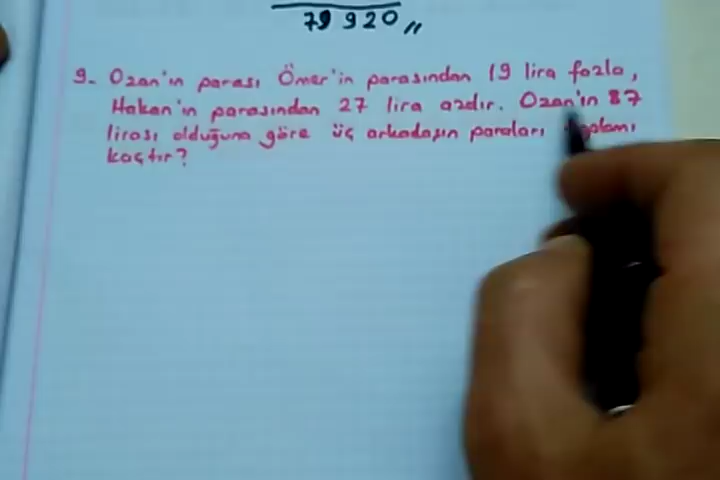 79 920 //
9- Ozan'ın parası Ömer'in parasından 19 lira fazla,
Hakan'ın parasından 27 lira azdır. Ozan'ın 87
lirası olduğuna göre üç arkadaşın paraları
kaçtır?